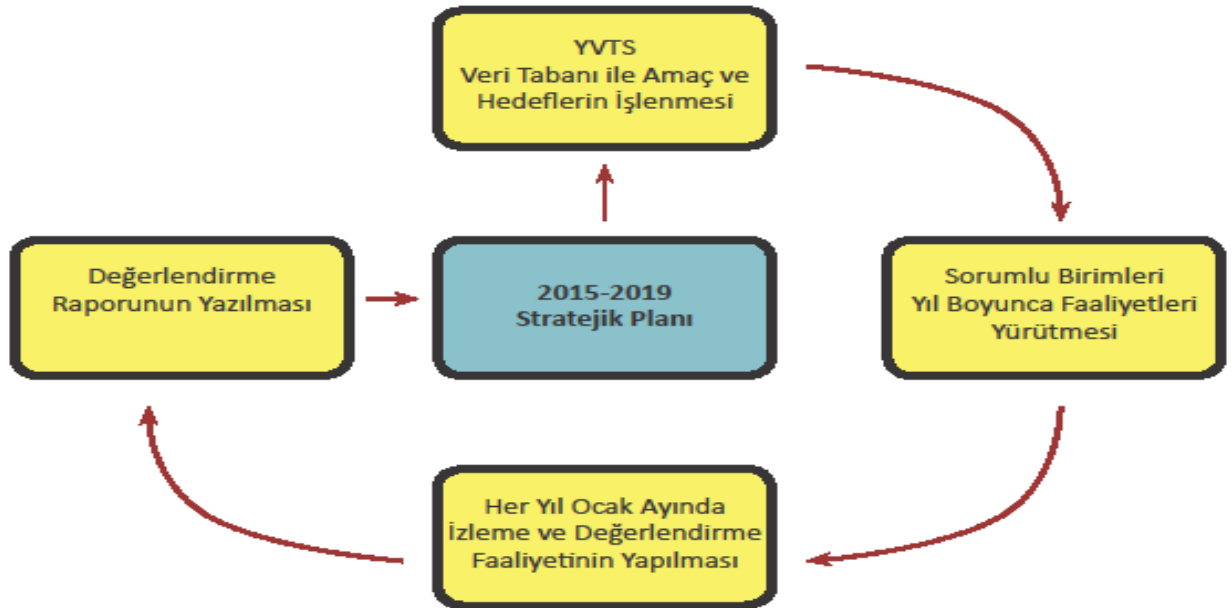 YVTS
Veri Tabanı ile Amaç ve
Hedeflerin İşlenmesi
Değerlendirme
Raporunun Yazılması
2015-2019
Stratejik Planı
Sorumlu Birimleri
Yıl Boyunca Faaliyetleri
Yürütmesi
Her Yıl Ocak Ayında
İzleme ve Değerlendirme
Faaliyetinin Yapılması